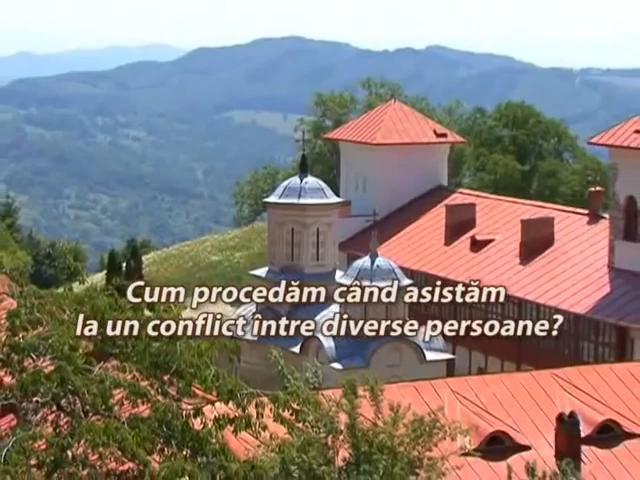 Cum procedăm când asistăm
la un conflict între diverse persoane?